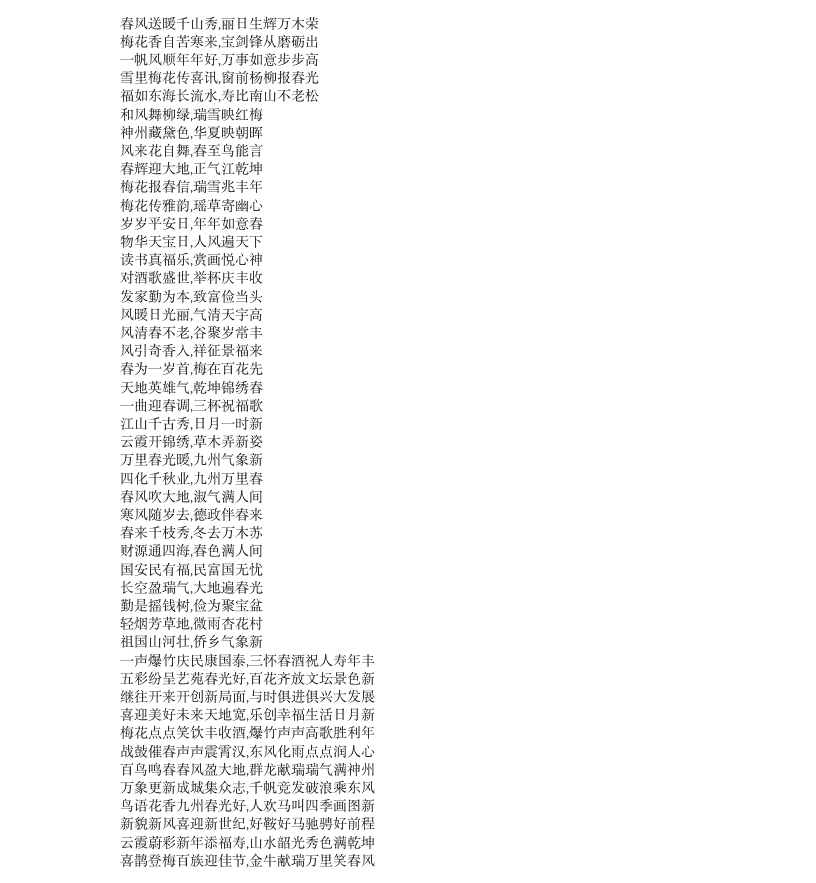 春风送暖千山秀,丽日生辉万木荣
梅花香自苦寒来,宝剑锋从磨砺出
一帆风顺年年好,万事如意步步高
雪里梅花传喜讯,窗前杨柳报春光
福如东海长流水,寿比南山不老松
和风舞柳绿,瑞雪映红梅
神州藏黛色,华夏映朝晖
风来花自舞,春至鸟能言
春辉迎大地,正气江乾坤
梅花报春信,瑞雪兆丰年
梅花传雅韵,瑶草寄幽心
岁岁平安日,年年如意春
物华天宝日,人风遍天下
读书真福乐,赏画悦心神
对酒歌盛世,举杯庆丰收
发家勤为本,致富俭当头
风暖日光丽,气清天宇高
风清春不老,谷聚岁常丰
风引奇香入,祥征景福来
春为一岁首,梅在百花先
天地英雄气,乾坤锦绣春
一曲迎春调,三杯祝福歌
江山千古秀,日月一时新
云霞开锦绣,草木弄新姿
万里春光暖,九州气象新
四化千秋业,九州万里春
春风吹大地,淑气满人间
寒风随岁去,德政伴春来
春来千枝秀,冬去万木苏
财源通四海,春色满人间
国安民有福,民富国无忧
长空盈瑞气,大地遍春光
勤是摇钱树,俭为聚宝盆
轻烟芳草地,微雨杏花村
祖国山河壮,侨乡气象新
一声爆竹庆民康国泰,三怀春酒祝人寿年丰
五彩纷呈艺苑春光好,百花齐放文坛景色新
继往开来开创新局面,与时俱进俱兴大发展
喜迎美好未来天地宽,乐创幸福生活日月新
梅花点点笑饮丰收酒,爆竹声声高歌胜利年
战鼓催春声声震霄汉,东风化雨点点润人心
百鸟鸣春春风盈大地,群龙献瑞瑞气满神州
万象更新成城集众志,千帆竞发破浪乘东风
鸟语花香九州春光好,人欢马叫四季画图新
新貌新风喜迎新世纪,好鞍好马驰骋好前程
云霞蔚彩新年添福寿,山水韶光秀色满乾坤
喜鹊登梅百族迎佳节,金牛献瑞万里笑春风